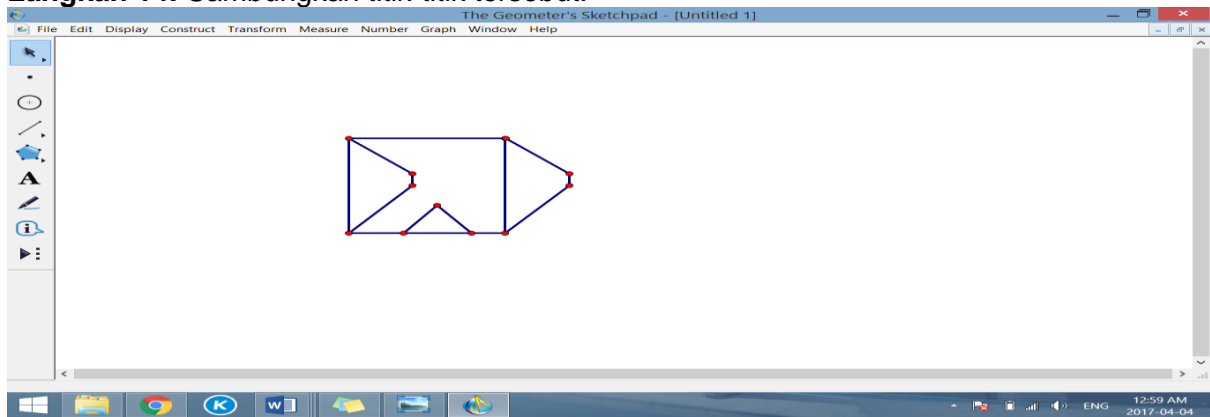 The Geometer's Sketchpad - [Untitled 1]
File Edit Display Construct Transform Measure Number Graph Window Help
A
ENG
12:59 AM
2017-04-04